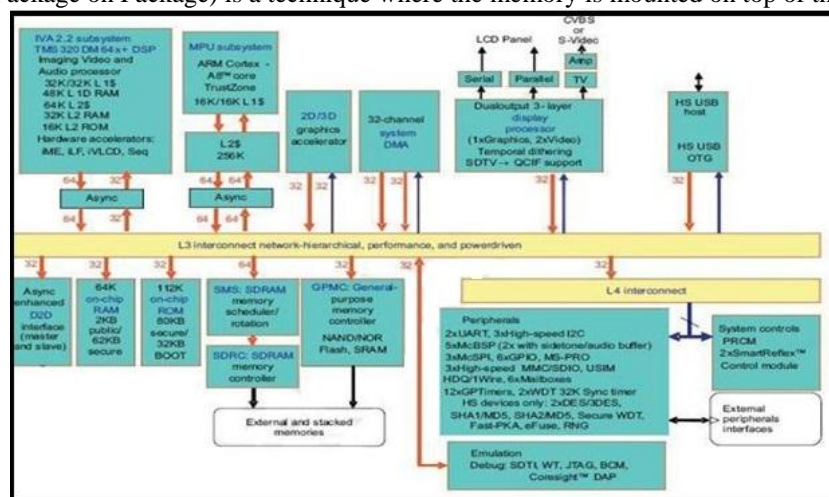 ackage on Package) is a technique where the memory is mounted on top of th
LCD Panel
CVBS
or
S-Video
Amp
Serial
Parallel
TV
IVA 2.2 subsystem
TMS 320 DM 64x+ DSP
Imaging Video and
Audio processor
32K/32K L1$
48K L1D RAM
64K L2$
32K L2 RAM
16K L2 ROM
Hardware accelerators:
iME, iLF, iVLCD, Seq
MPU subsystem
ARM Cortex -
A8™ core
TrustZone
16K/16K L1$
L2$
256K
2D/3D
graphics
accelerator
32-channel
system
DMA
Dualoutput 3-layer
display
processor
(1xGraphics, 2xVideo)
Temporal dithering
SDTV → QCIF support
HS USB
host
HS USB
OTG
64
32
64
64
32
32
32
32
32
32
Async
Async
64
32
64
64
L3 interconnect network-hierarchical, performance, and powerdriven
32
32
32
64
32
32
32
L4 interconnect
Async
enhanced
D2D
interface
(master
and slave)
64K
on-chip
RAM
2KB
public/
62KB
secure
112K
on-chip
ROM
80KB
secure/
32KB
BOOT
SMS: SDRAM
memory
scheduler/
rotation
SDRC: SDRAM
memory
controller
GPMC: General-
purpose
memory
controller
NAND/NOR
Flash, SRAM
External and stacked
memories
Peripherals
2xUART, 3xHigh-speed I2C
5xMcBSP (2x with sidetone/audio buffer)
3xMcSPI, 6xGPIO, MS-PRO
3xHigh-speed MMC/SDIO, USIM
HDQ/1Wire, 6xMailboxes
12xGPTimers, 2xWDT 32K Sync timer
HS devices only: 2xDES/3DES,
SHA1/MD5, SHA2/MD5, Secure WDT,
Fast-PKA, eFuse, RNG
System controls
PRCM
2xSmartReflex™
Control module
External
peripherals
interfaces
Emulation
Debug: SDTI, WT, JTAG, BCM,
Coresight™ DAP